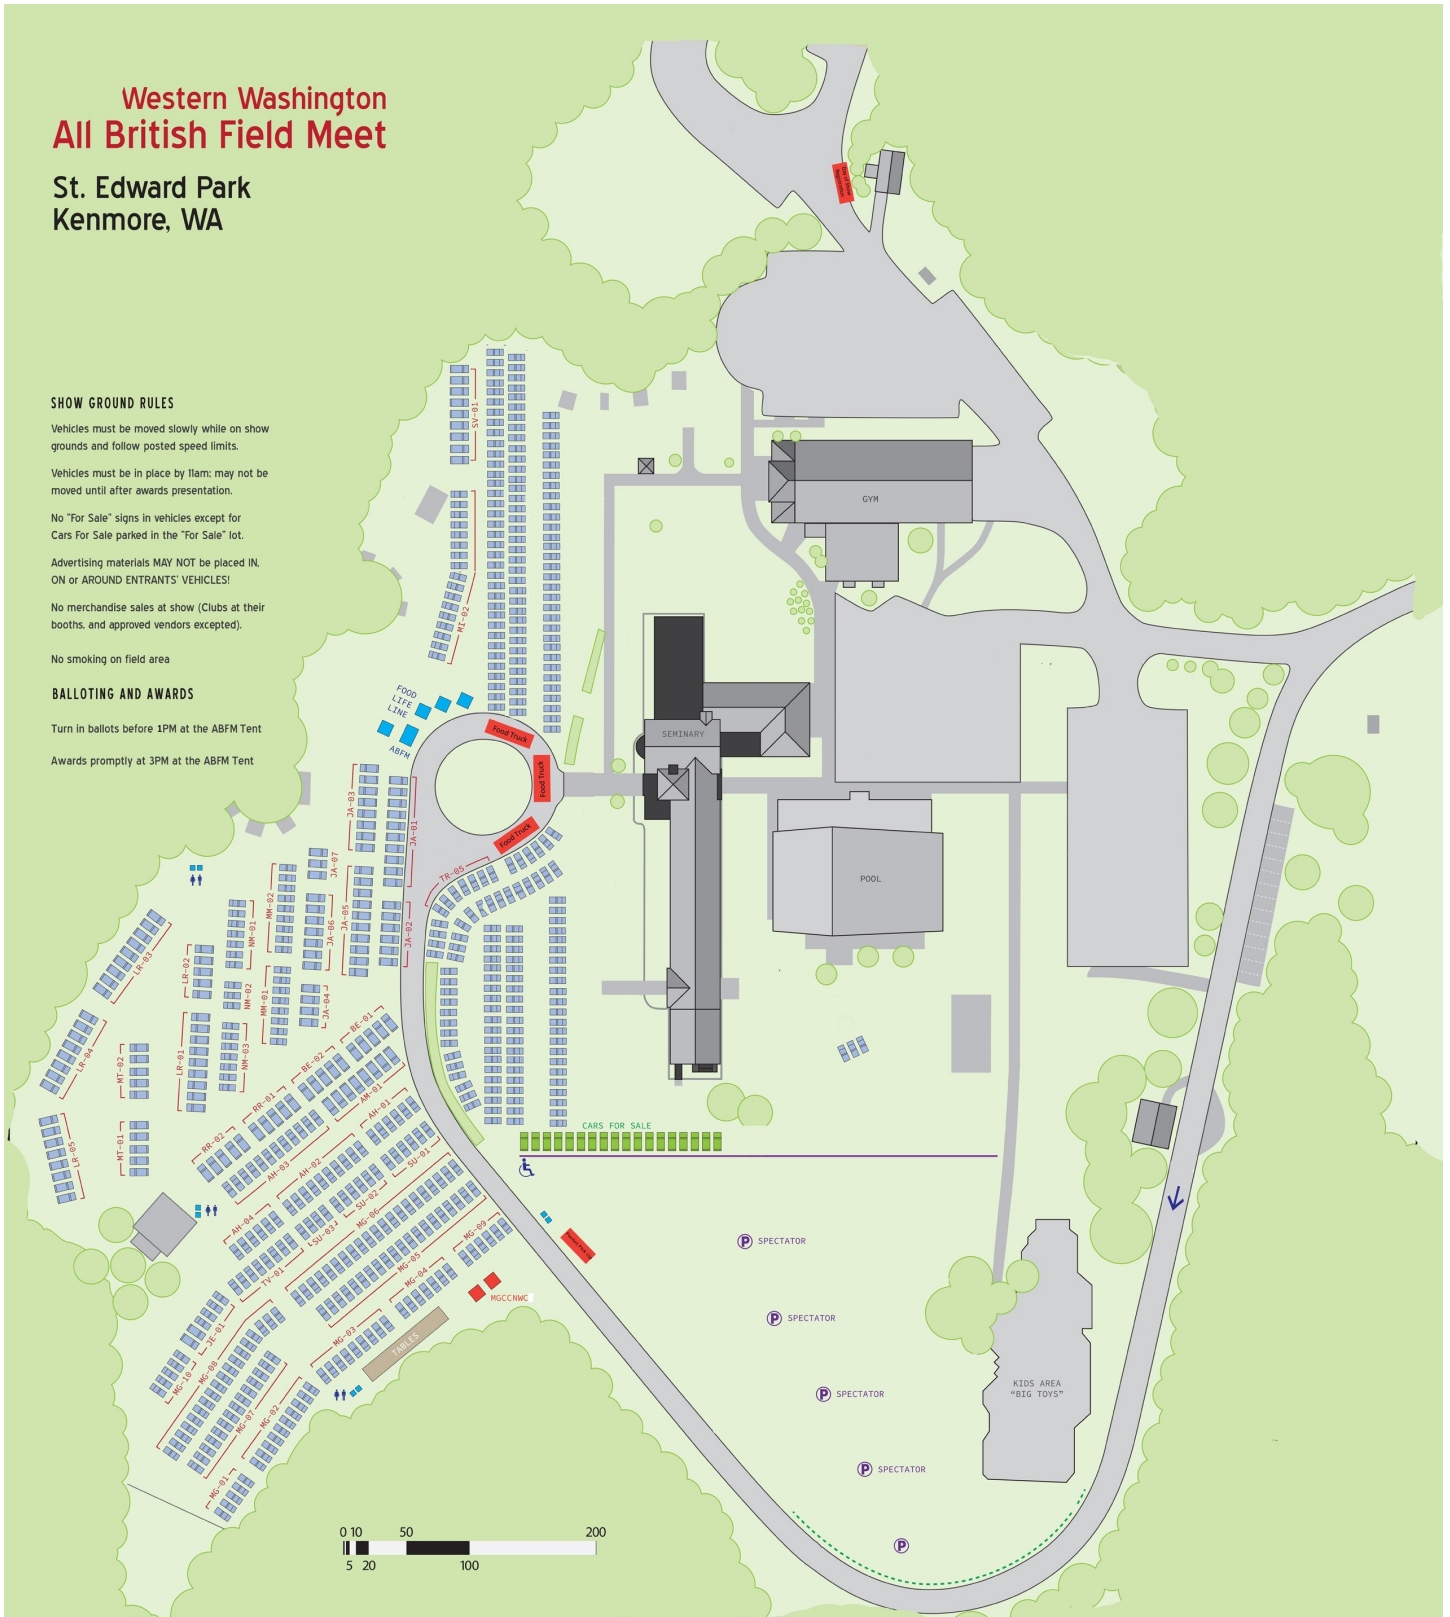 Western Washington
All British Field Meet
St. Edward Park
Kenmore, WA
SHOW GROUND RULES
Vehicles must be moved slowly while on show
grounds and follow posted speed limits.
Vehicles must be in place by 11am; may not be
moved until after awards presentation.
No "For Sale" signs in vehicles except for
Cars For Sale parked in the "For Sale" lot.
Advertising materials MAY NOT be placed IN,
ON or AROUND ENTRANTS' VEHICLES!
No merchandise sales at show (Clubs at their
booths, and approved vendors excepted).
No smoking on field area
BALLOTING AND AWARDS
Turn in ballots before 1PM at the ABFM Tent
Awards promptly at 3PM at the ABFM Tent
Day of Show
Registration
SV-01
MI-02
GYM
FOOD
LIFE
LINE
ABFM
Food Truck
Food Truck
Food Truck
SEMINARY
POOL
JA-03
JA-01
JA-07
TR-05
MM-02
JA-06
JA-05
JA-02
NM-01
LR-03
LR-02
NM-02
MM-01
JA-04
LR-04
MT-02
LR-01
NM-03
BE-01
BE-02
RR-01
AM-01
RR-02
AH-01
LR-05
MT-01
AH-03
AH-02
SU-01
SU-02
AH-04
SU-03
MG-06
TV-01
MG-05
MG-09
MG-04
JE-01
MG-03
MG-10
MG-08
MG-07
MG-02
MG-01
CARS FOR SALE
MGCCNWC
TABLES
P SPECTATOR
P SPECTATOR
P SPECTATOR
P SPECTATOR
P
KIDS AREA
"BIG TOYS"
0 10 50 200
5 20 100